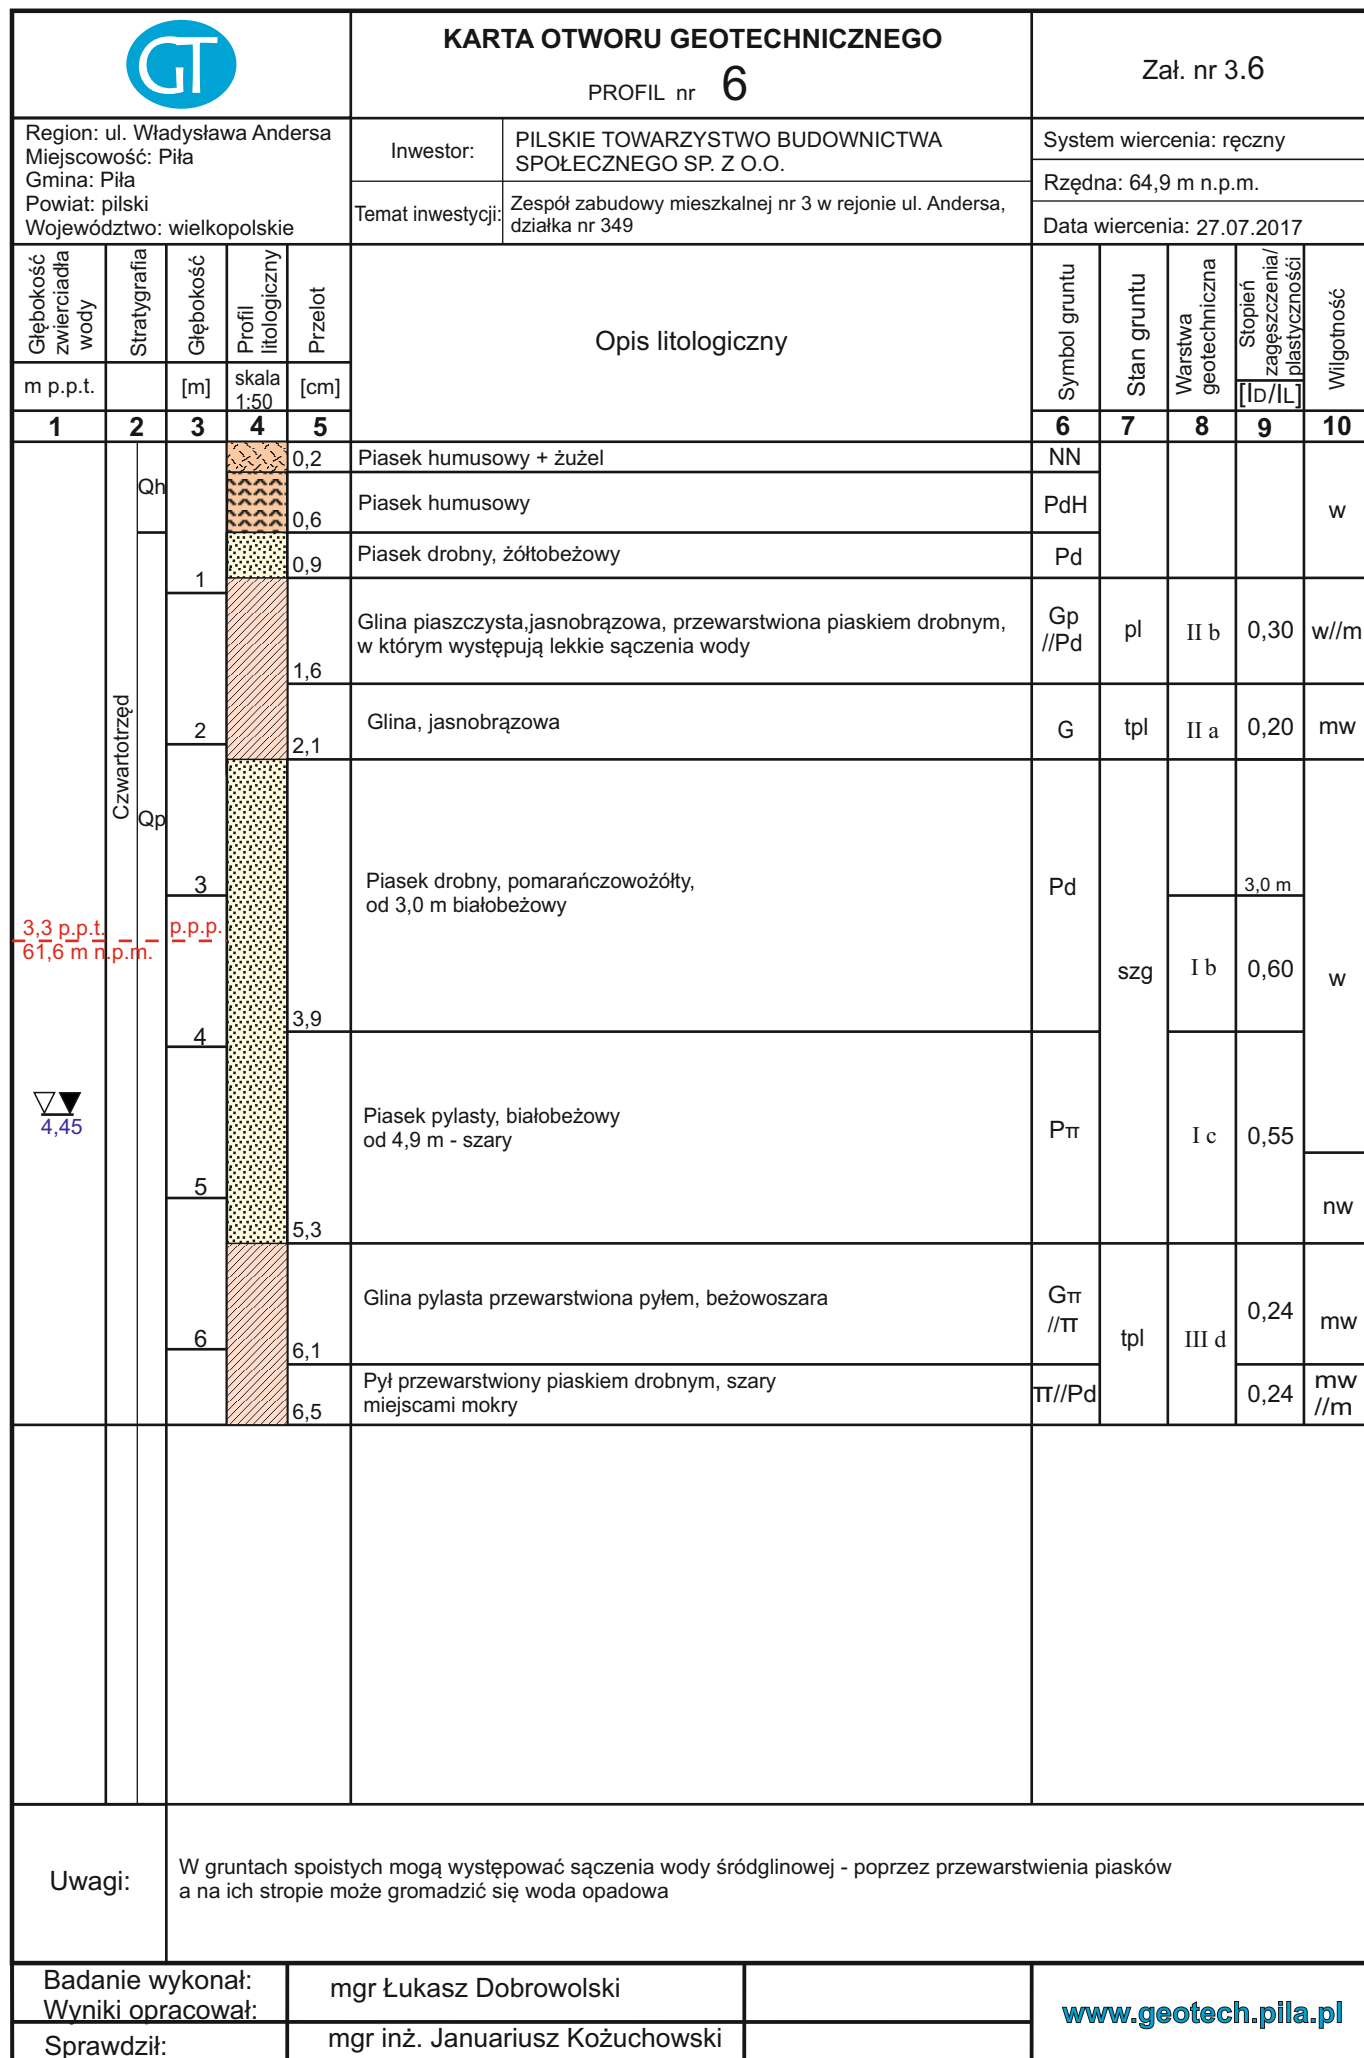 GT
KARTA OTWORU GEOTECHNICZNEGO
PROFIL nr 6
Zał. nr 3.6
Region: ul. Władysława Andersa
Miejscowość: Piła
Gmina: Piła
Powiat: pilski
Województwo: wielkopolskie
Inwestor:
PILSKIE TOWARZYSTWO BUDOWNICTWA
SPOŁECZNEGO SP. Z O.O.
Temat inwestycji:
Zespół zabudowy mieszkalnej nr 3 w rejonie ul. Andersa,
działka nr 349
System wiercenia: ręczny
Rzędna: 64,9 m n.p.m.
Data wiercenia: 27.07.2017
Głębokość
zwierciadła
wody
m p.p.t.
Stratygrafia
Głębokość
[m]
Profil
litologiczny
skala
1:50
Przelot
[cm]
Opis litologiczny
Symbol gruntu
Stan gruntu
Warstwa
geotechniczna
Stopień
zagęszczenia/
plastycznośći
[ID/IL]
Wilgotność
1 2 3 4 5 6 7 8 9 10
0,2 Piasek humusowy + żużel NN
Qh
0,6 Piasek humusowy PdH w
0,9 Piasek drobny, żółtobeżowy Pd
1
Glina piaszczysta,jasnobrązowa, przewarstwiona piaskiem drobnym,
w którym występują lekkie sączenia wody
1,6
Gp
//Pd
pl II b 0,30 w//m
Czwartotrzęd
2
2,1 Glina, jasnobrązowa G tpl II a 0,20 mw
Qp
3
Piasek drobny, pomarańczowożółty,
od 3,0 m białobeżowy
Pd
3,0 m
3,3 p.p.t. p.p.p.
61,6 m n.p.m.
szg I b 0,60 w
3,9
4
4,45
Piasek pylasty, białobeżowy
od 4,9 m - szary
Pπ I c 0,55
5
nw
5,3
Glina pylasta przewarstwiona pyłem, beżowoszara
Gπ
//π
0,24 mw
6
tpl III d
6,1
Pył przewarstwiony piaskiem drobnym, szary
miejscami mokry
6,5
π//Pd 0,24
mw
//m
Uwagi:
W gruntach spoistych mogą występować sączenia wody śródglinowej - poprzez przewarstwienia piasków
a na ich stropie może gromadzić się woda opadowa
Badanie wykonał:
Wyniki opracował:
mgr Łukasz Dobrowolski
Sprawdził:
mgr inż. Januariusz Kożuchowski
www.geotech.pila.pl